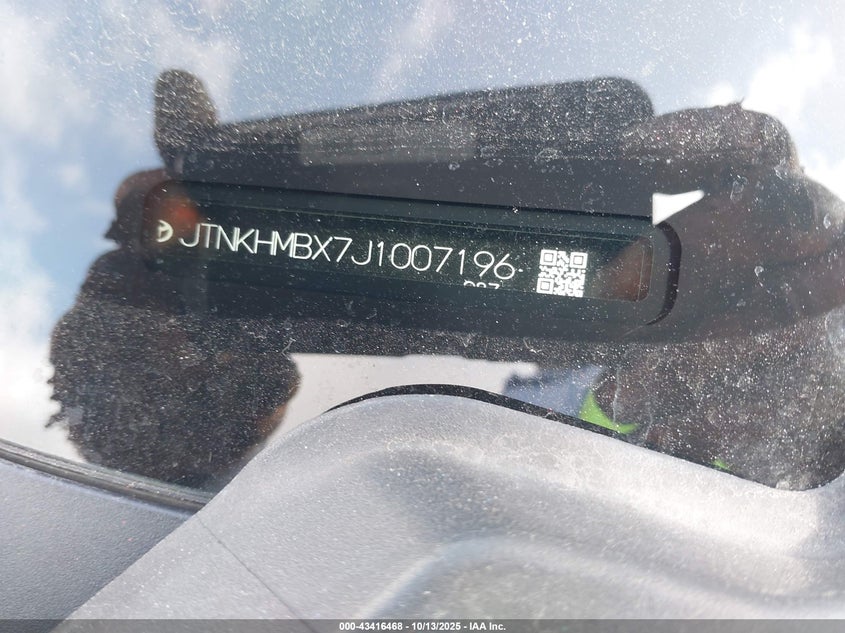 JTNKHMBX7J1007196
000-43416468 - 10/13/2025 - IAA Inc.